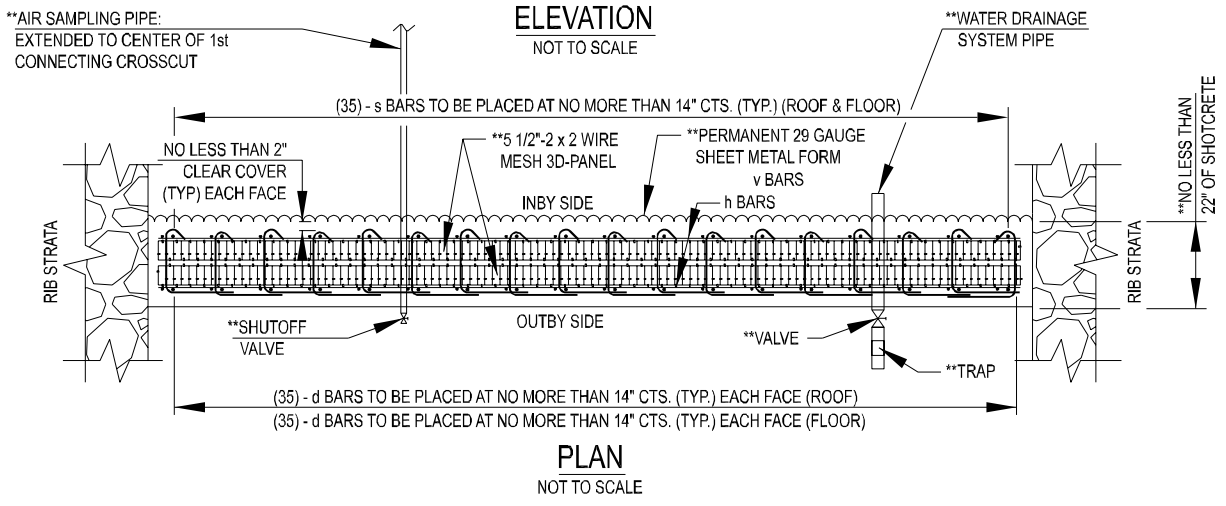 ELEVATION
NOT TO SCALE
**AIR SAMPLING PIPE:
EXTENDED TO CENTER OF 1st
CONNECTING CROSSCUT
**WATER DRAINAGE
SYSTEM PIPE
(35) - s BARS TO BE PLACED AT NO MORE THAN 14" CTS. (TYP.) (ROOF & FLOOR)
NO LESS THAN 2"
CLEAR COVER
(TYP) EACH FACE
**5 1/2"-2 x 2 WIRE
MESH 3D-PANEL
**PERMANENT 29 GAUGE
SHEET METAL FORM
v BARS
h BARS
INBY SIDE
RIB STRATA
RIB STRATA
**NO LESS THAN
22" OF SHOTCRETE
OUTBY SIDE
**SHUTOFF
VALVE
**VALVE
**TRAP
(35) - d BARS TO BE PLACED AT NO MORE THAN 14" CTS. (TYP.) EACH FACE (ROOF)
(35) - d BARS TO BE PLACED AT NO MORE THAN 14" CTS. (TYP.) EACH FACE (FLOOR)
PLAN
NOT TO SCALE